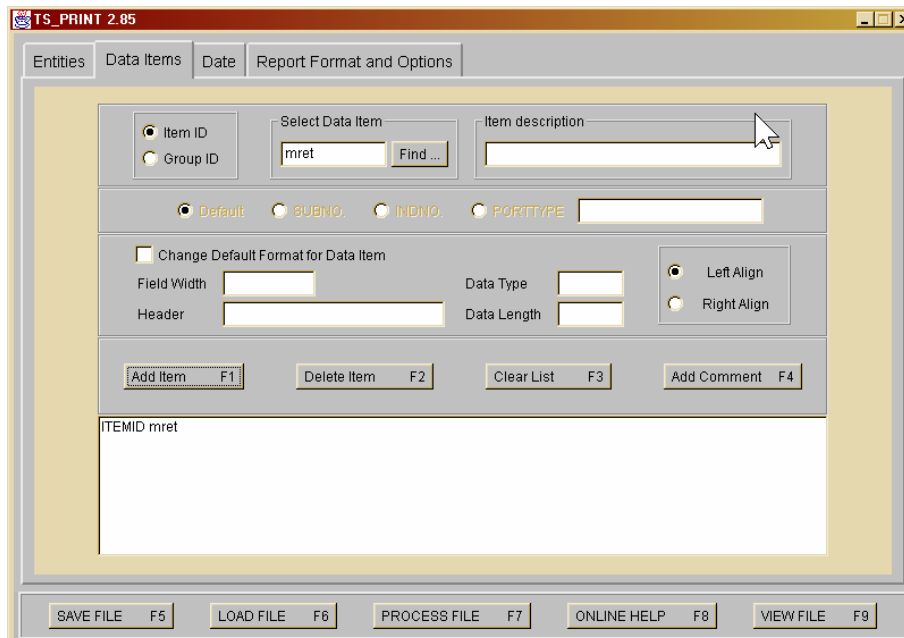 TS_PRINT 2.85
Entities Data Items Date Report Format and Options
Item ID
Group ID
Select Data Item
mret Find ...
Item description
Default SUBNO. INDNO. PORTTYPE
Change Default Format for Data Item
Field Width Data Type
Header Data Length
Left Align
Right Align
Add Item F1 Delete Item F2 Clear List F3 Add Comment F4
ITEMID mret
SAVE FILE F5 LOAD FILE F6 PROCESS FILE F7 ONLINE HELP F8 VIEW FILE F9